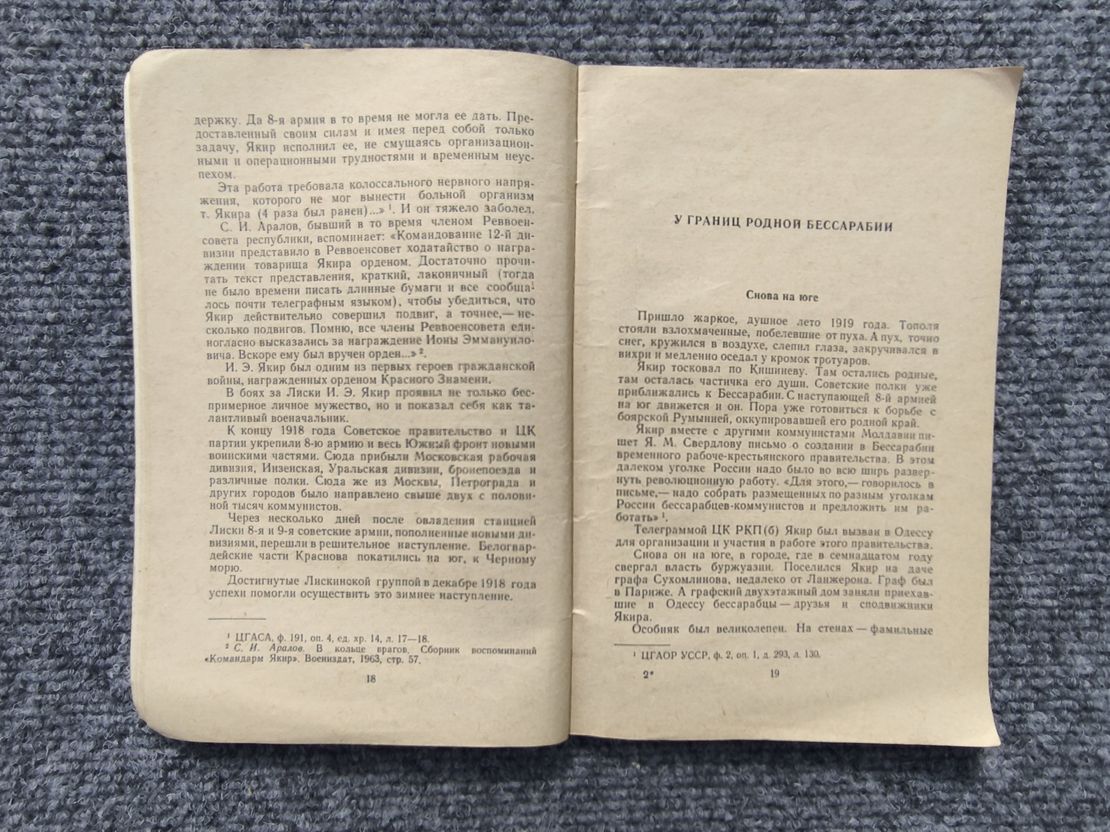 держку. Да 8-я армия в то время не могла ее дать. Пре-
доставленный своим силам и имея перед собой только
задачу, Якир исполнил ее, не смущаясь организацион-
ными и операционными трудностями и временным неус-
пехом.
Эта работа требовала колоссального нервного напря-
жения, которого не мог вынести больной организм
т. Якира (4 раза был ранен)...» ¹. И он тяжело заболел.
С. И. Аралов, бывший в то время членом Реввоен-
совета республики, вспоминает: «Командование 12-й ди-
визии представило в Реввоенсовет ходатайство о награ-
ждении товарища Якира орденом. Достаточно прочи-
тать текст представления, краткий, лаконичный (тогда
не было времени писать длинные бумаги и все сообща-
лось почти телеграфным языком), чтобы убедиться, что
Якир действительно совершил подвиг, а точнее,— не-
сколько подвигов. Помню, все члены Реввоенсовета еди-
ногласно высказались за награждение Ионы Эммануило-
вича. Вскоре ему был вручен орден...» ².
И. Э. Якир был одним из первых героев гражданской
войны, награжденных орденом Красного Знамени.
В боях за Лиски И. Э. Якир проявил не только бес-
примерное личное мужество, но и показал себя как та-
лантливый военачальник.
К концу 1918 года Советское правительство и ЦК
партии укрепили 8-ю армию и весь Южный фронт новыми
воинскими частями. Сюда прибыли Московская рабочая
дивизия, Инзенская, Уральская дивизии, бронепоезда и
различные полки. Сюда же из Москвы, Петрограда и
других городов было направлено свыше двух с полови-
ной тысяч коммунистов.
Через несколько дней после овладения станцией
Лиски 8-я и 9-я советские армии, пополненные новыми ди-
визиями, перешли в решительное наступление. Белогвар-
дейские части Краснова покатились на юг, к Черному
морю.
Достигнутые Лискинской группой в декабре 1918 года
успехи помогли осуществить это зимнее наступление.
¹ ЦГАСА, ф. 191, оп. 4, ед. хр. 14, л. 17—18.
² С. И. Аралов. В кольце врагов. Сборник воспоминаний
«Командарм Якир». Воениздат, 1963, стр. 57.
18
У ГРАНИЦ РОДНОЙ БЕССАРАБИИ
Снова на юге
Пришло жаркое, душное лето 1919 года. Тополя
стояли взлохмаченные, побелевшие от пуха. А пух, точно
снег, кружился в воздухе, слепил глаза, закручивался в
вихри и медленно оседал у кромок тротуаров.
Якир тосковал по Кишиневу. Там остались родные,
там осталась частичка его души. Советские полки уже
приближались к Бессарабии. С наступающей 8-й армией
на юг движется и он. Пора уже готовиться к борьбе с
боярской Румынией, оккупировавшей его родной край.
Якир вместе с другими коммунистами Молдавии пи-
шет Я. М. Свердлову письмо о создании в Бессарабии
временного рабоче-крестьянского правительства. В этом
далеком уголке России надо было во всю ширь развер-
нуть революционную работу. «Для этого,— говорилось в
письме,— надо собрать размещенных по разным уголкам
России бессарабцев-коммунистов и предложить им ра-
ботать» ¹.
Телеграммой ЦК РКП(б) Якир был вызван в Одессу
для организации и участия в работе этого правительства.
Снова он на юге, в городе, где в семнадцатом году
свергал власть буржуазии. Поселился Якир на даче
графа Сухомлинова, недалеко от Ланжерона. Граф был
в Париже. А графский двухэтажный дом заняли приехав-
шие в Одессу бессарабцы — друзья и сподвижники
Якира.
Особняк был великолепен. На стенах — фамильные
¹ ЦГАОР УССР, ф. 2, оп. 1, д. 293, л. 130.
2*
19